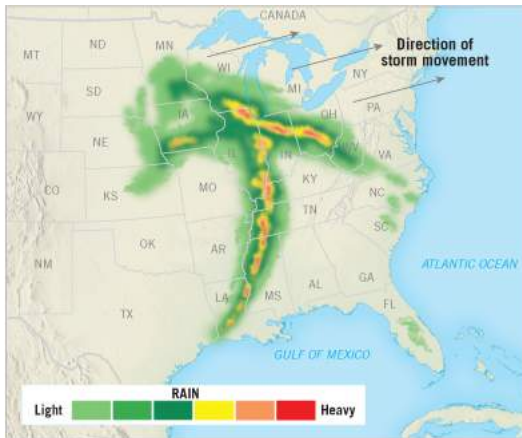 CANADA
MT
ND
MN
Direction of
storm movement
WI
MI
NY
SD
WY
PA
IA
OH
NE
IL
IN
WV
VA
CO
KS
MO
KY
NC
TN
OK
AR
SC
NM
ATLANTIC OCEAN
MS
AL
GA
LA
TX
FL
GULF OF MEXICO
RAIN
Light
Heavy